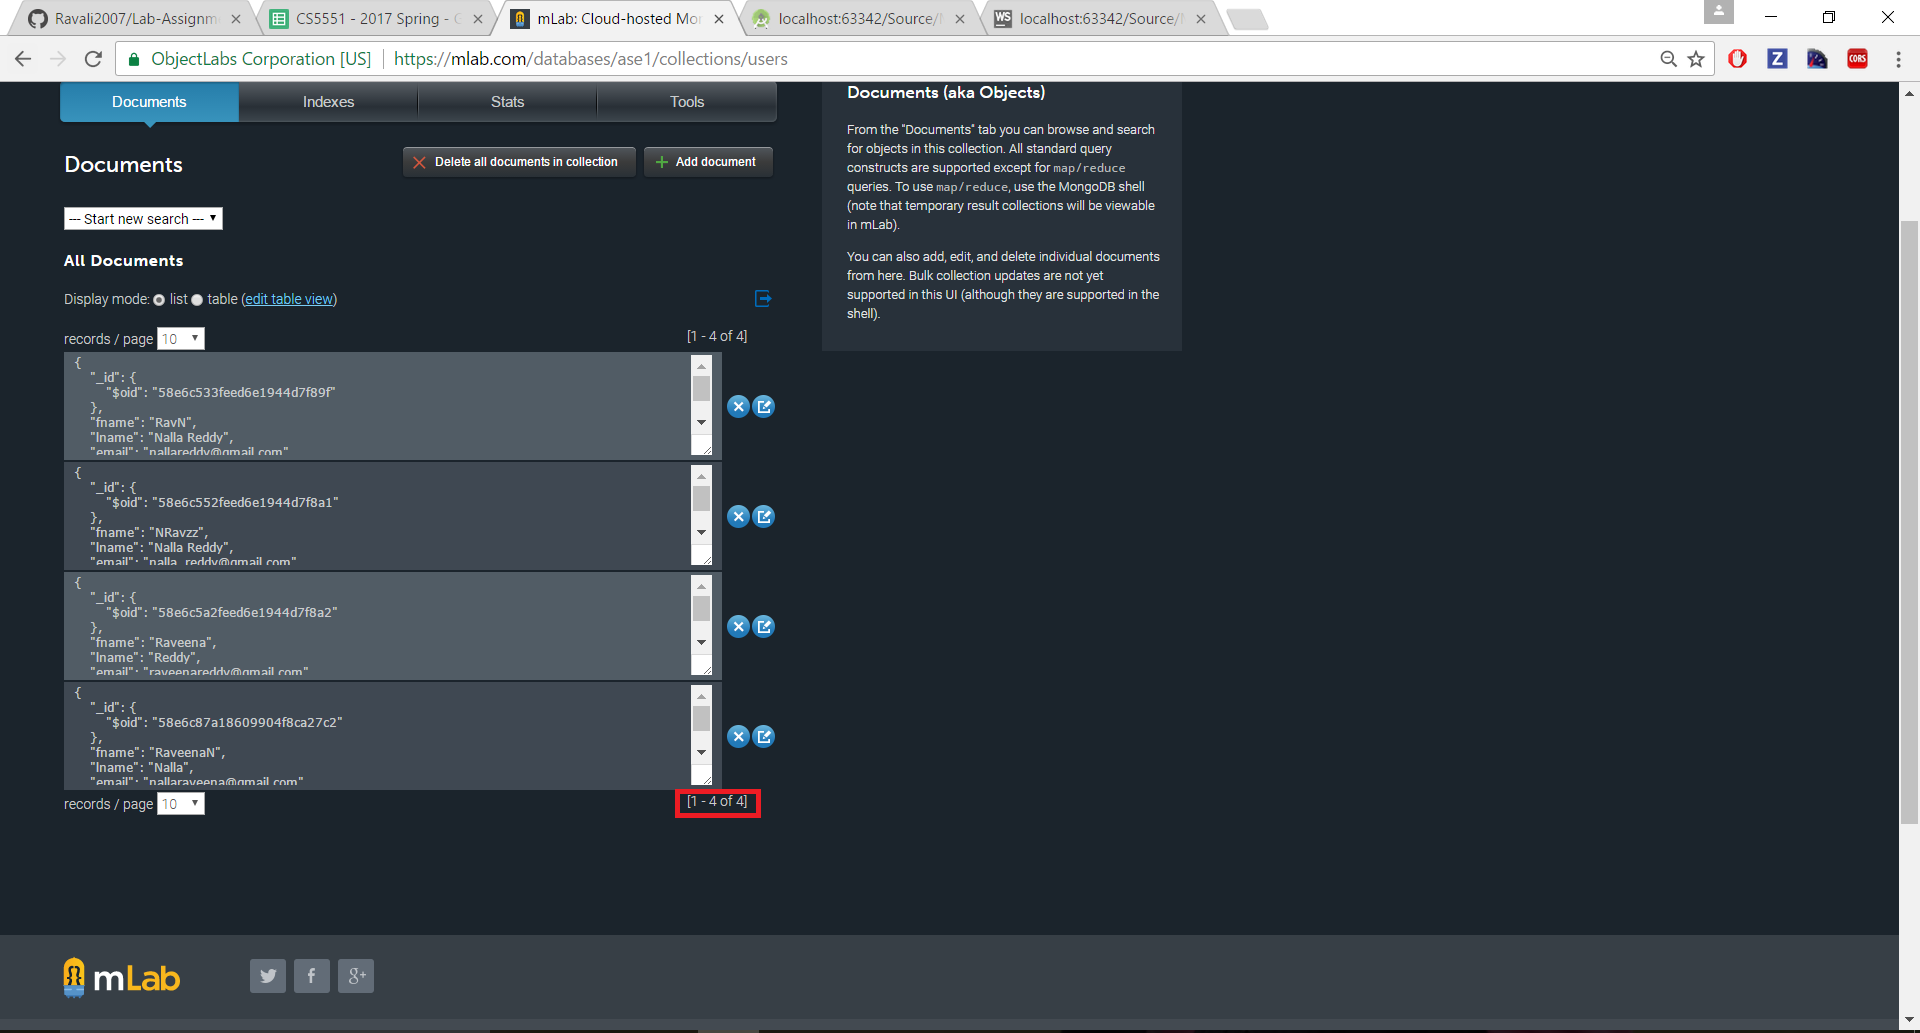 Ravali2007/Lab-Assignm
CS5551 - 2017 Spring - G
mLab: Cloud-hosted Mo
localhost:63342/Source/
WS localhost:63342/Source/
ObjectLabs Corporation [US]
https://mlab.com/databases/ase1/collections/users
Z
CORS
Documents
Indexes
Stats
Tools
Documents
Delete all documents in collection
Add document
--- Start new search ---
All Documents
Display mode: list table (edit table view)
records / page 10
[1 - 4 of 4]
{
"_id": {
"$oid": "58e6c533feed6e1944d7f89f"
},
"fname": "RavN",
"lname": "Nalla Reddy",
"email": "nallareddy@gmail.com"
{
"_id": {
"$oid": "58e6c552feed6e1944d7f8a1"
},
"fname": "NRavzz",
"lname": "Nalla Reddy",
"email": "nalla_reddy@gmail.com"
{
"_id": {
"$oid": "58e6c5a2feed6e1944d7f8a2"
},
"fname": "Raveena",
"lname": "Reddy",
"email": "raveenareddy@gmail.com"
{
"_id": {
"$oid": "58e6c87a18609904f8ca27c2"
},
"fname": "RaveenaN",
"lname": "Nalla",
"email": "nallaraveena@gmail.com"
records / page 10
[1 - 4 of 4]
Documents (aka Objects)
From the "Documents" tab you can browse and search
for objects in this collection. All standard query
constructs are supported except for map/reduce
queries. To use map/reduce, use the MongoDB shell
(note that temporary result collections will be viewable
in mLab).
You can also add, edit, and delete individual documents
from here. Bulk collection updates are not yet
supported in this UI (although they are supported in the
shell).
mLab
f
g+